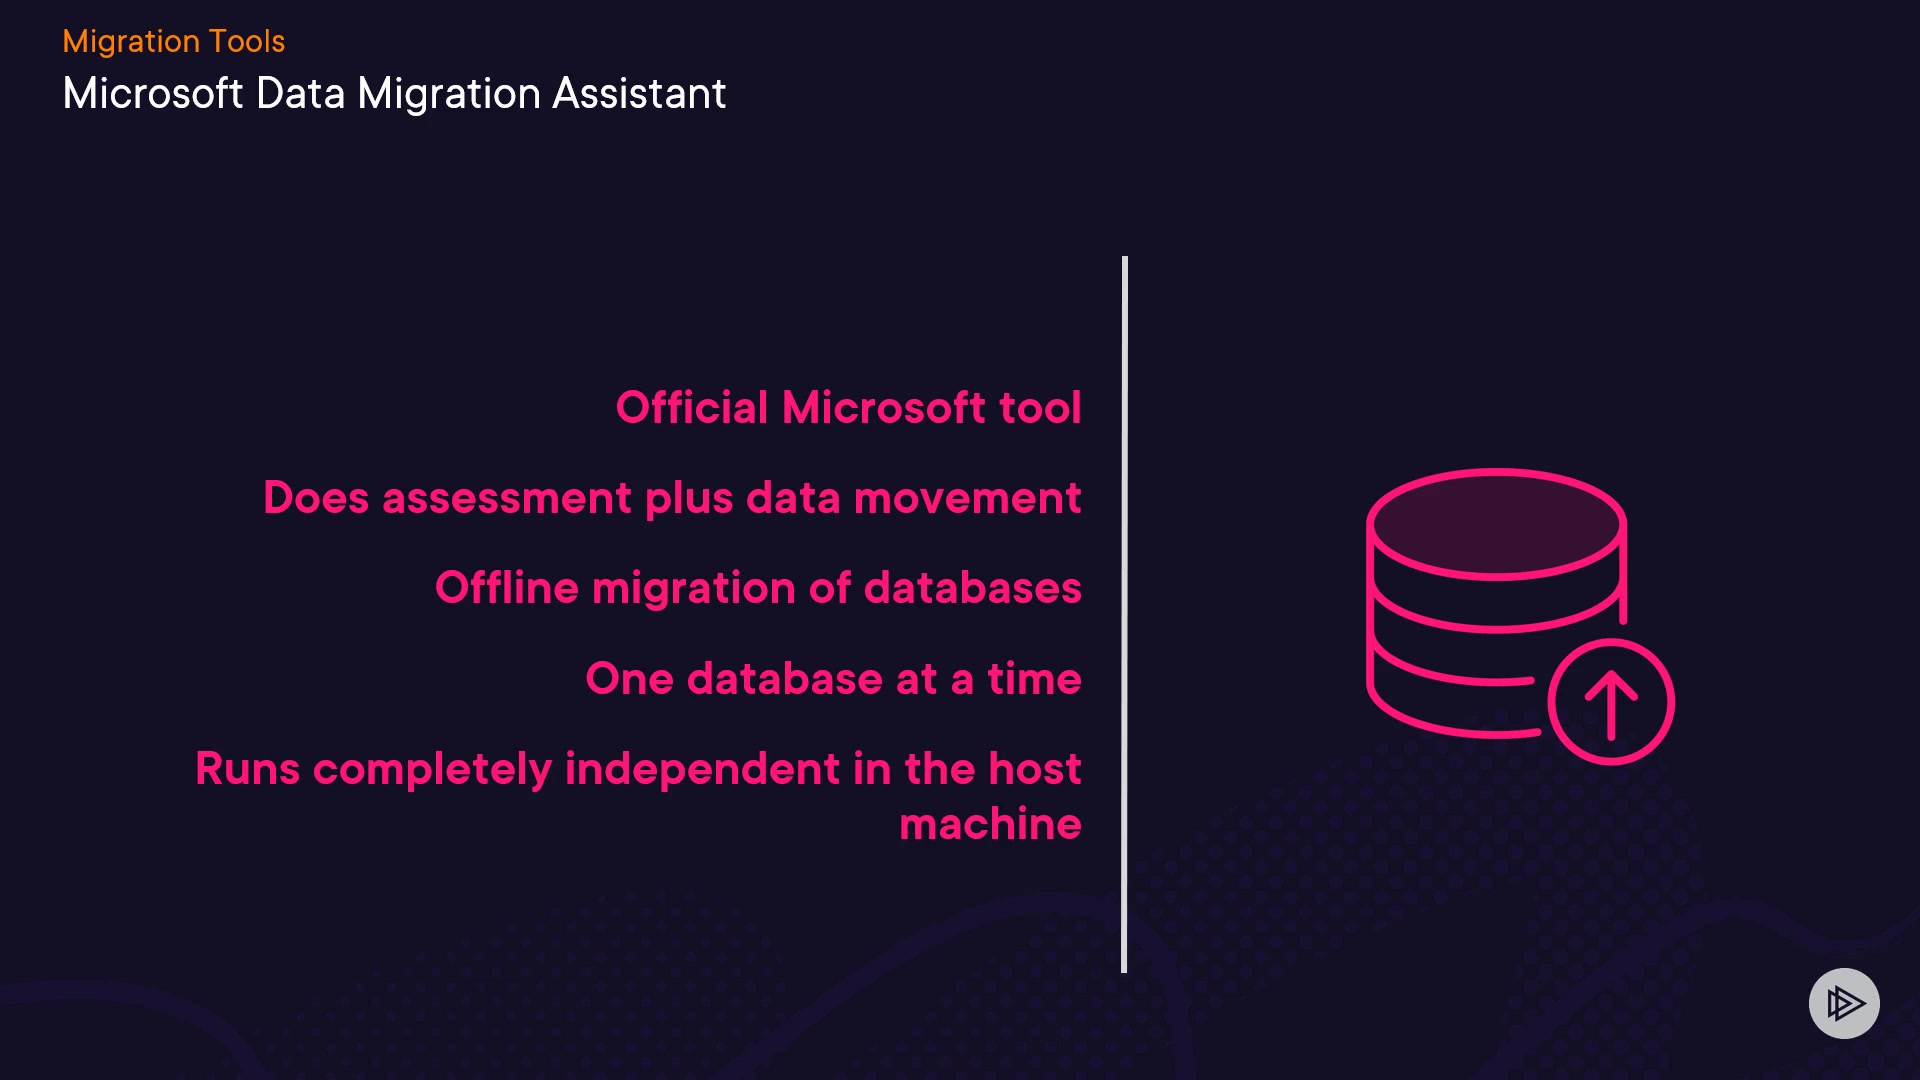 Migration Tools
Microsoft Data Migration Assistant
Official Microsoft tool
Does assessment plus data movement
Offline migration of databases
One database at a time
Runs completely independent in the host
machine